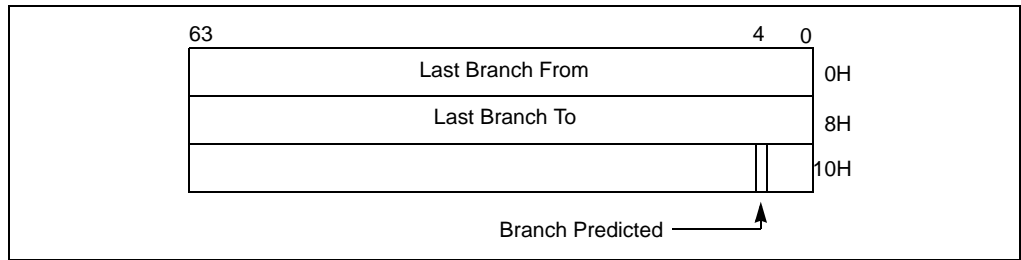 63 4 0
Last Branch From 0H
Last Branch To 8H
10H
Branch Predicted